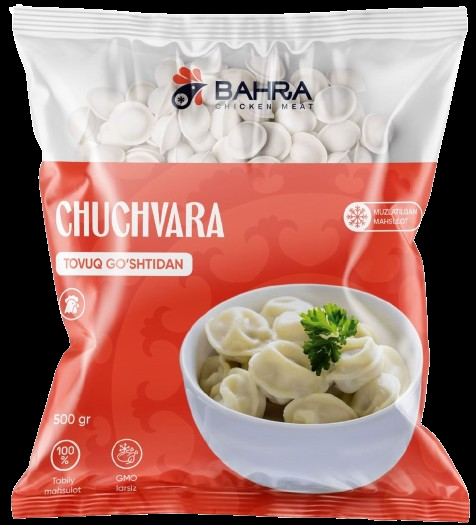 BAHRA
CHICKEN MEAT
CHUCHVARA
MUZLATILGAN
MAHSULOT
TOVUQ GO'SHTIDAN
500 gr
100
%
Tabiiy
mahsulot
GMO
larsiz